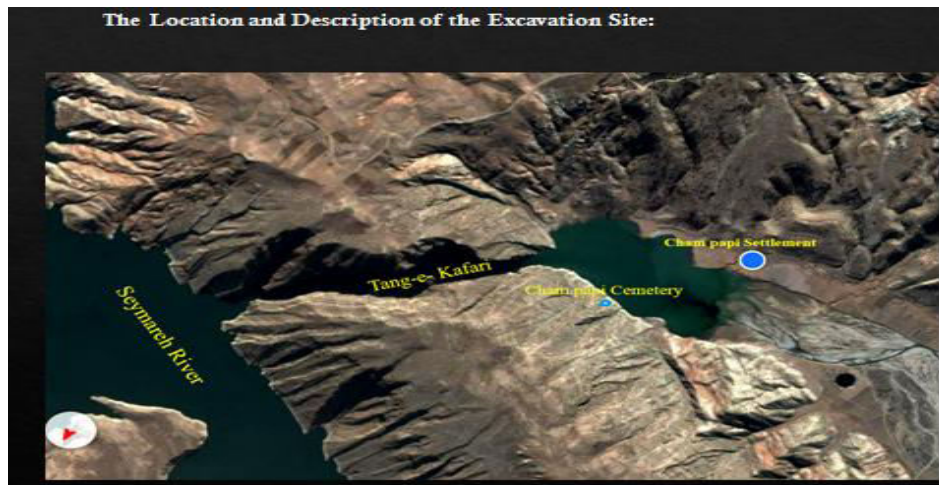 The Location and Description of the Excavation Site:
Cham papi Settlement
Tang-e- Kafari
Cham papi Cemetery
Seymareh River